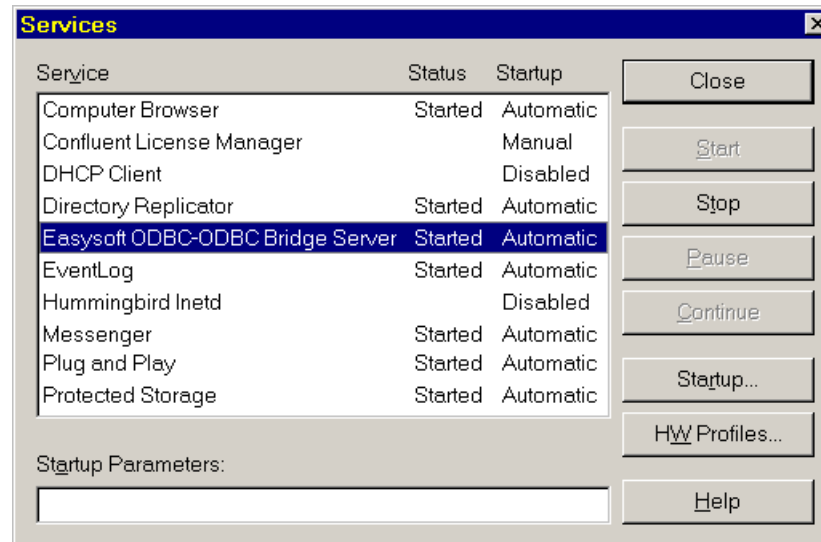 Services
Service Status Startup
Computer Browser Started Automatic
Confluent License Manager Manual
DHCP Client Disabled
Directory Replicator Started Automatic
Easysoft ODBC-ODBC Bridge Server Started Automatic
EventLog Started Automatic
Hummingbird Inetd Disabled
Messenger Started Automatic
Plug and Play Started Automatic
Protected Storage Started Automatic
Startup Parameters:
Close
Start
Stop
Pause
Continue
Startup...
HW Profiles...
Help